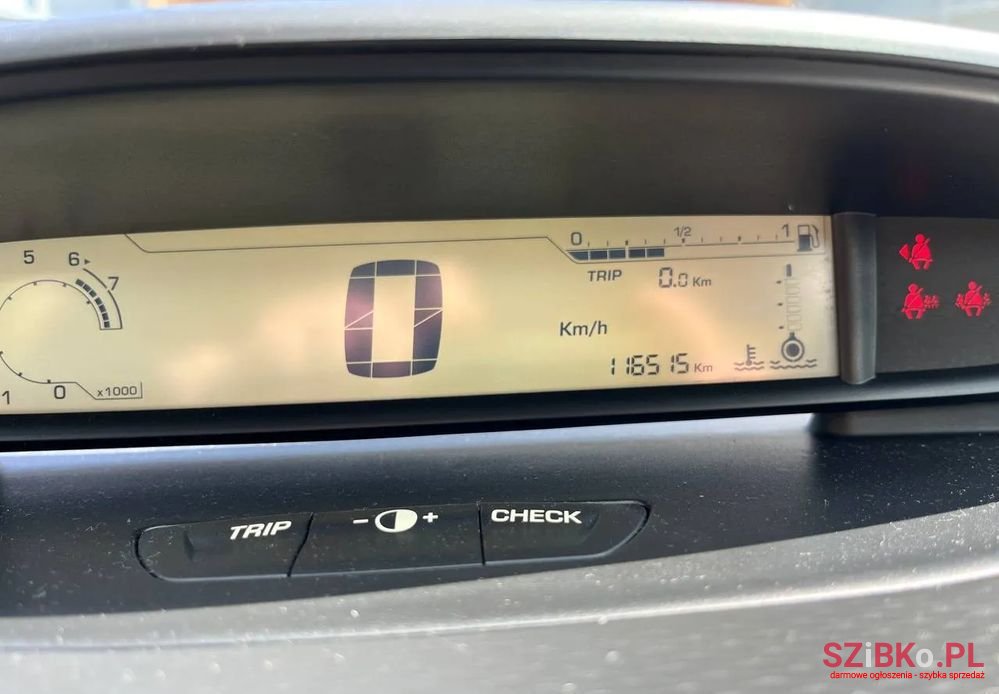 0 1/2 1
5 6 7
TRIP 0.0 Km
0 Km/h
116515 Km
1 0 x1000
TRIP - + CHECK
SZiBKo.PL
darmowe ogłoszenia - szybka sprzedaż